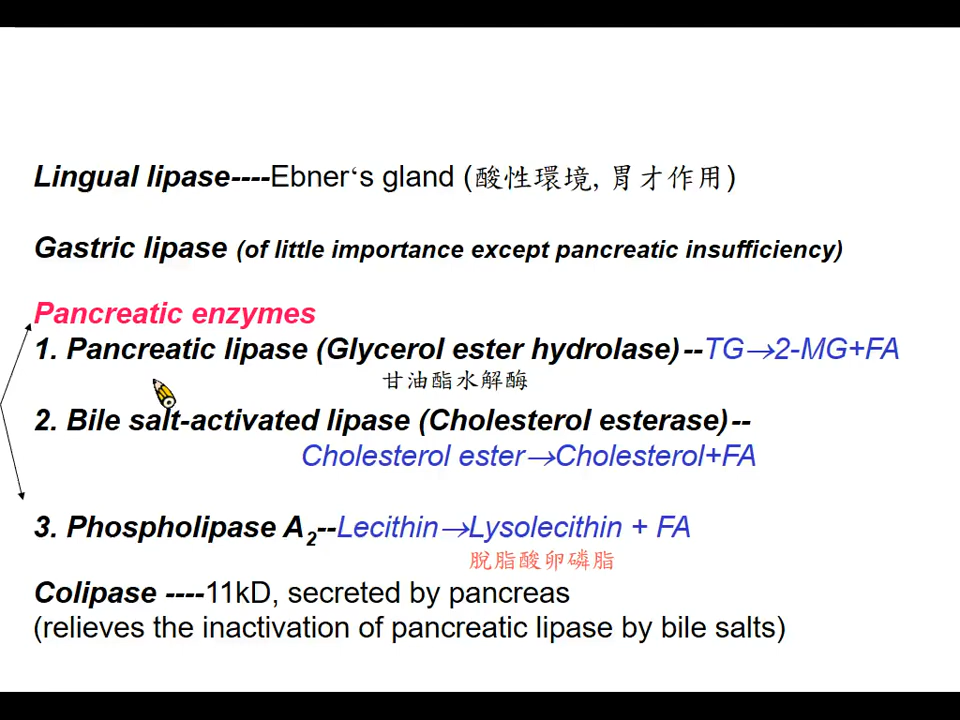 Lingual lipase----Ebner‘s gland (酸性環境, 胃才作用)
Gastric lipase (of little importance except pancreatic insufficiency)
Pancreatic enzymes
1. Pancreatic lipase (Glycerol ester hydrolase)--TG→2-MG+FA
甘油酯水解酶
2. Bile salt-activated lipase (Cholesterol esterase)--
Cholesterol ester→Cholesterol+FA
3. Phospholipase A2--Lecithin→Lysolecithin + FA
脫脂酸卵磷脂
Colipase ----11kD, secreted by pancreas
(relieves the inactivation of pancreatic lipase by bile salts)